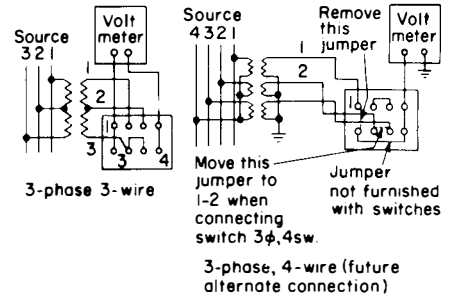 Source
3 2 1
Volt
meter
1
2
3
1
3
4
3-phase 3-wire
Source
4 3 2 1
1
2
Remove
this
jumper
Volt
meter
1
Move this
jumper to
1-2 when
connecting
switch 3ϕ,4sw.
Jumper
not furnished
with switches
3-phase, 4-wire (future
alternate connection)